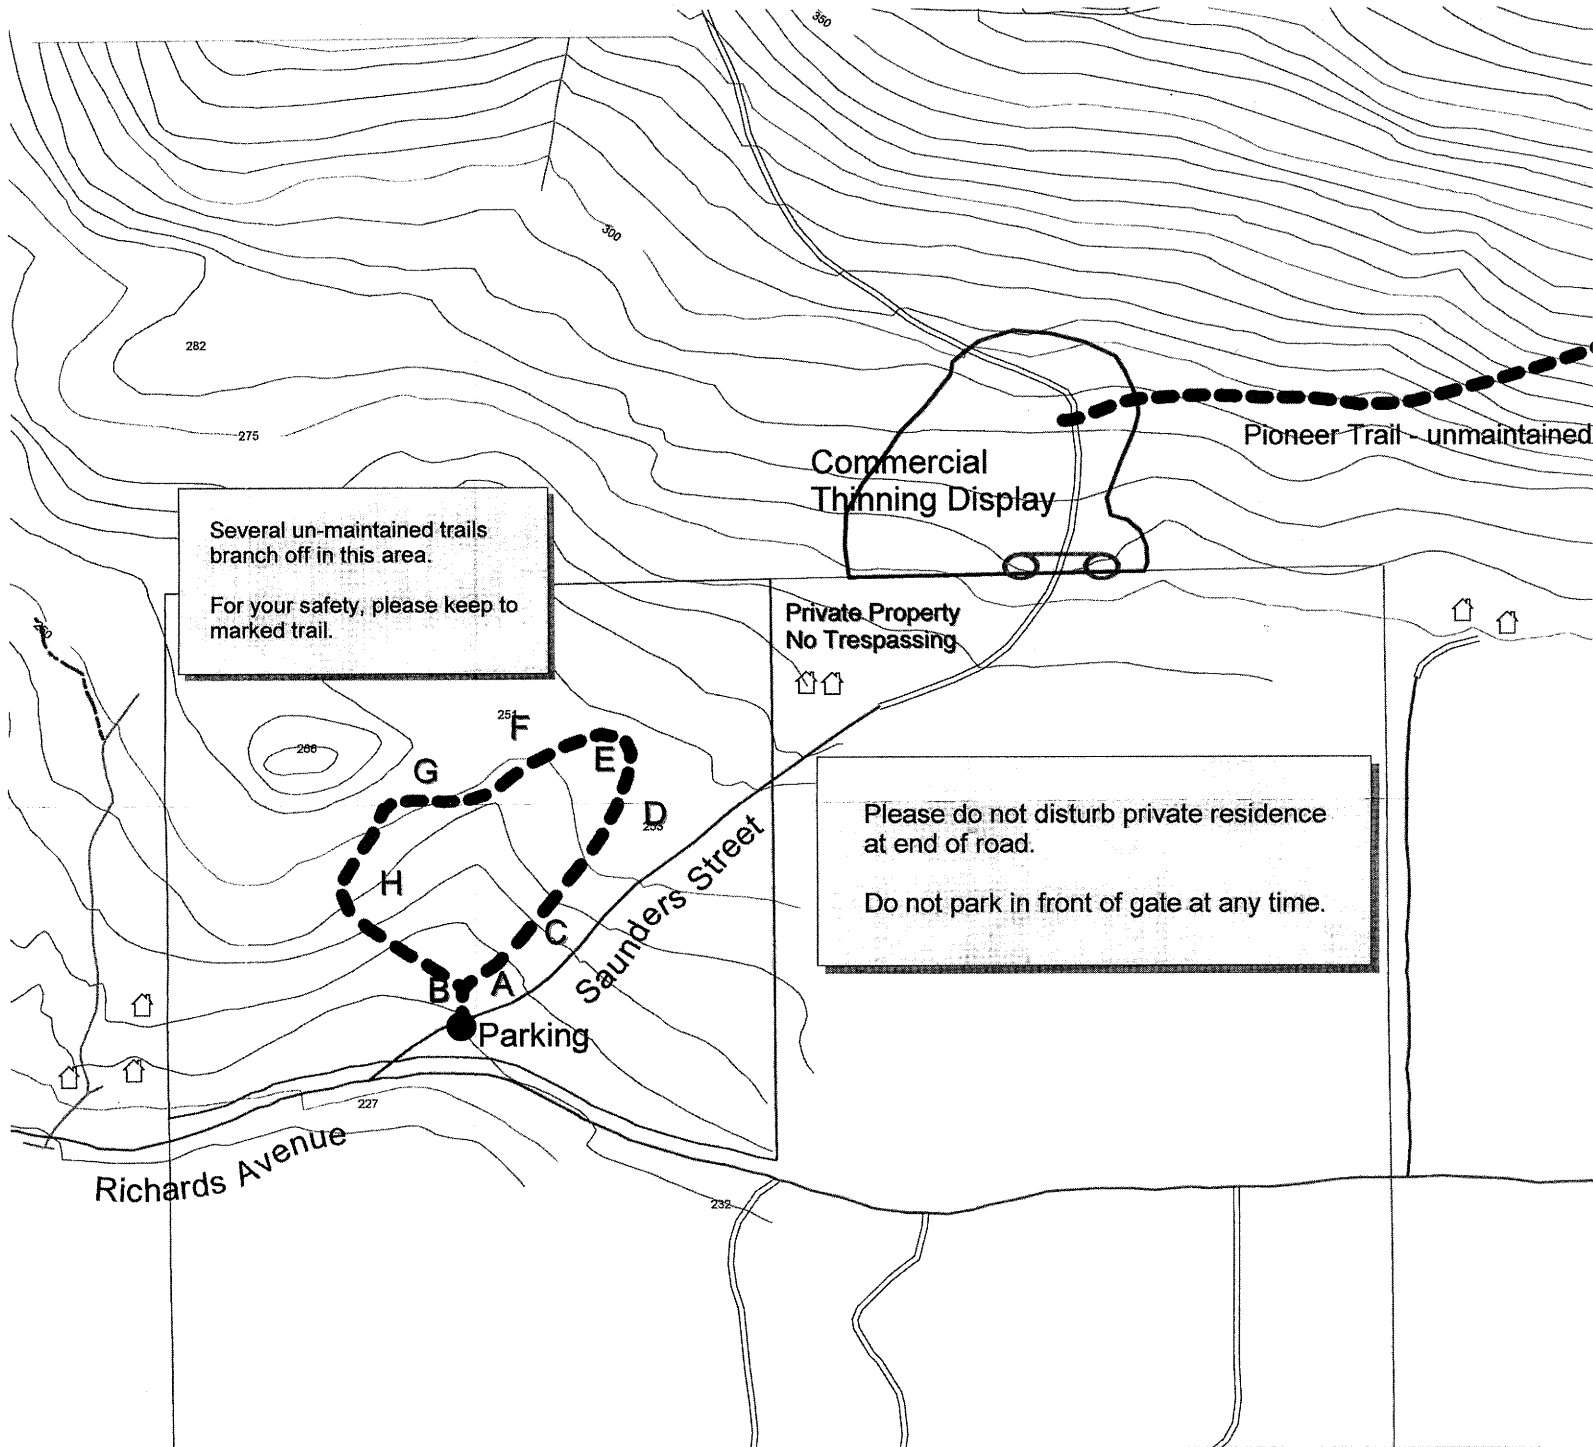 350
300
282
275
Pioneer Trail - unmaintained
Commercial
Thinning Display
Several un-maintained trails
branch off in this area.
For your safety, please keep to
marked trail.
Private Property
No Trespassing
250
251
F
E
G
D
H
C
B
A
Saunders Street
Parking
Please do not disturb private residence
at end of road.
Do not park in front of gate at any time.
227
Richards Avenue
232